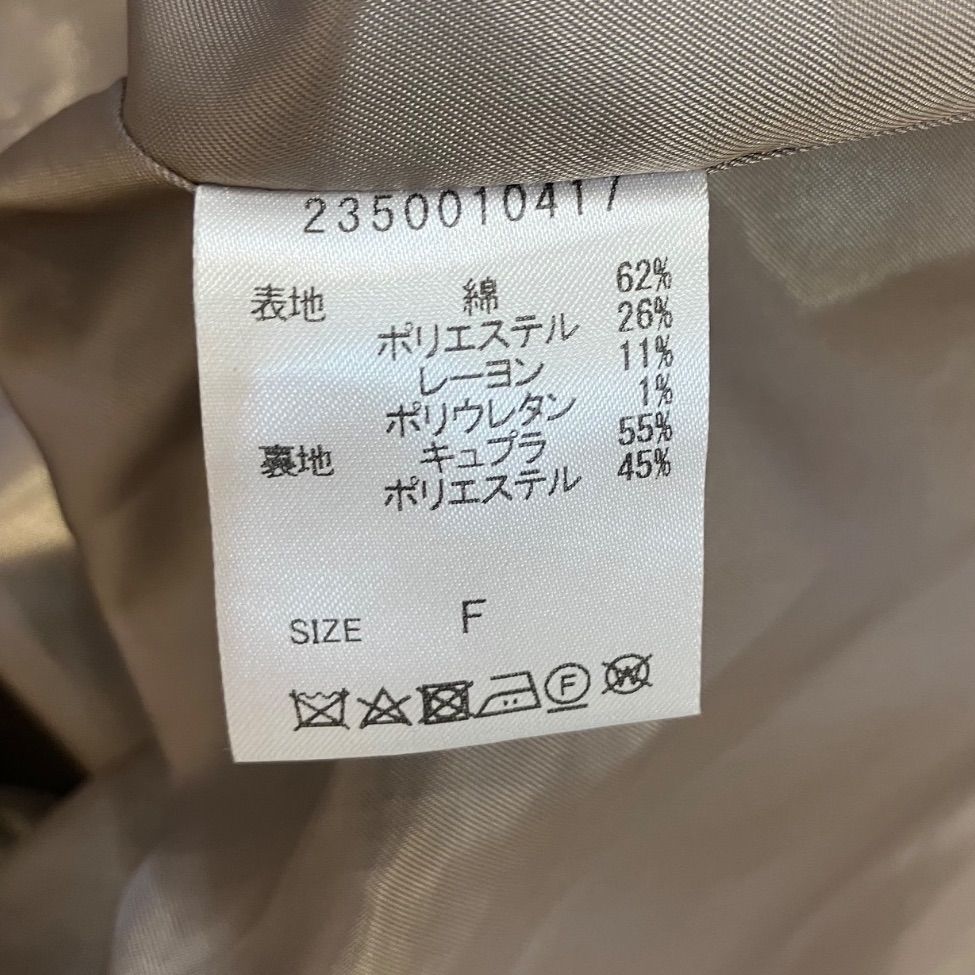 2350010417
表地 綿 62%
ポリエステル 26%
レーヨン 11%
ポリウレタン 1%
裏地 キュプラ 55%
ポリエステル 45%
SIZE F
F W